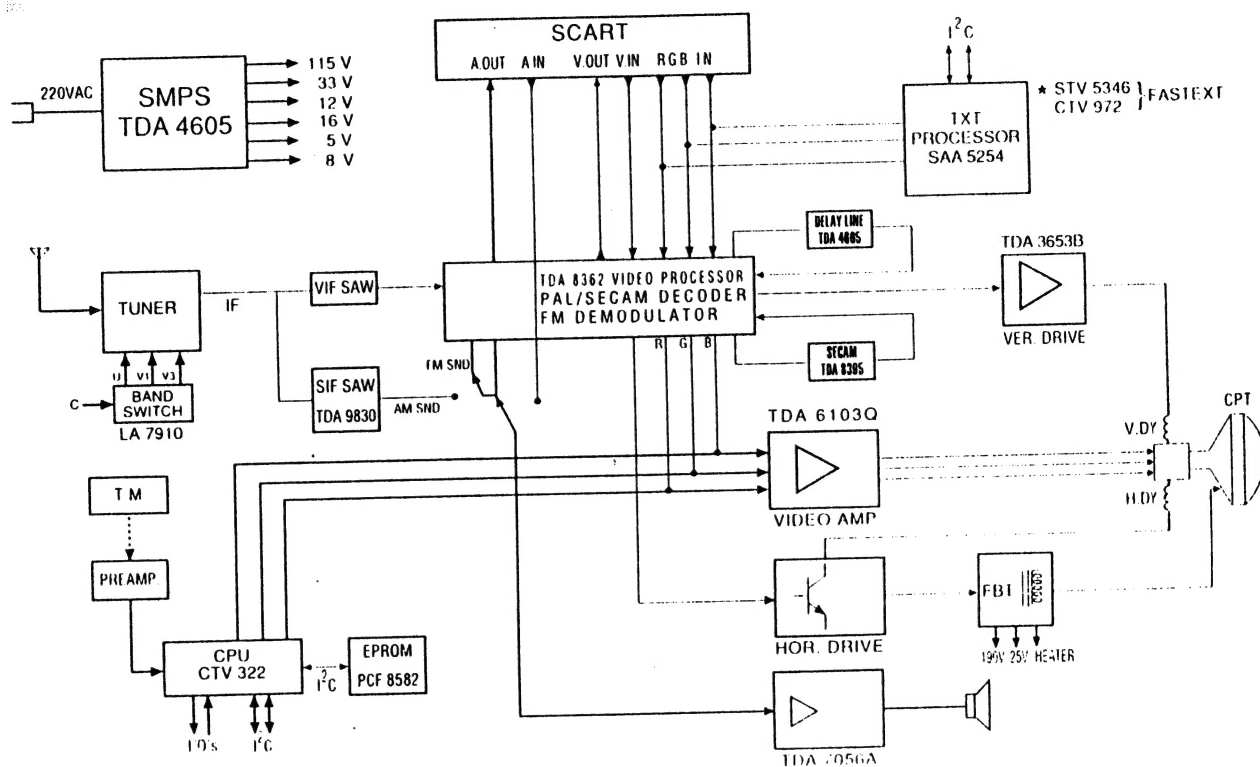 SCART
A.OUT A IN V.OUT V.IN RGB IN
I²C
220VAC
SMPS
TDA 4605
115 V
33 V
12 V
16 V
5 V
8 V
TXT
PROCESSOR
SAA 5254
* STV 5346
CTV 972
FASTEXT
DELAY LINE
TDA 4665
TDA 3653B
VER. DRIVE
TUNER
IF
VIF SAW
TDA 8362 VIDEO PROCESSOR
PAL/SECAM DECODER
FM DEMODULATOR
R G B
SECAM
TDA 8395
U V1 V3
C
BAND
SWITCH
LA 7910
SIF SAW
TDA 9830
AM SND
FM SND
TDA 6103Q
VIDEO AMP
V.DY
H.DY
CPT
T M
PREAMP.
CPU
CTV 322
I²C
EPROM
PCF 8582
I/O's
I²C
HOR. DRIVE
FBT
190V 25V HEATER
TDA 7056A